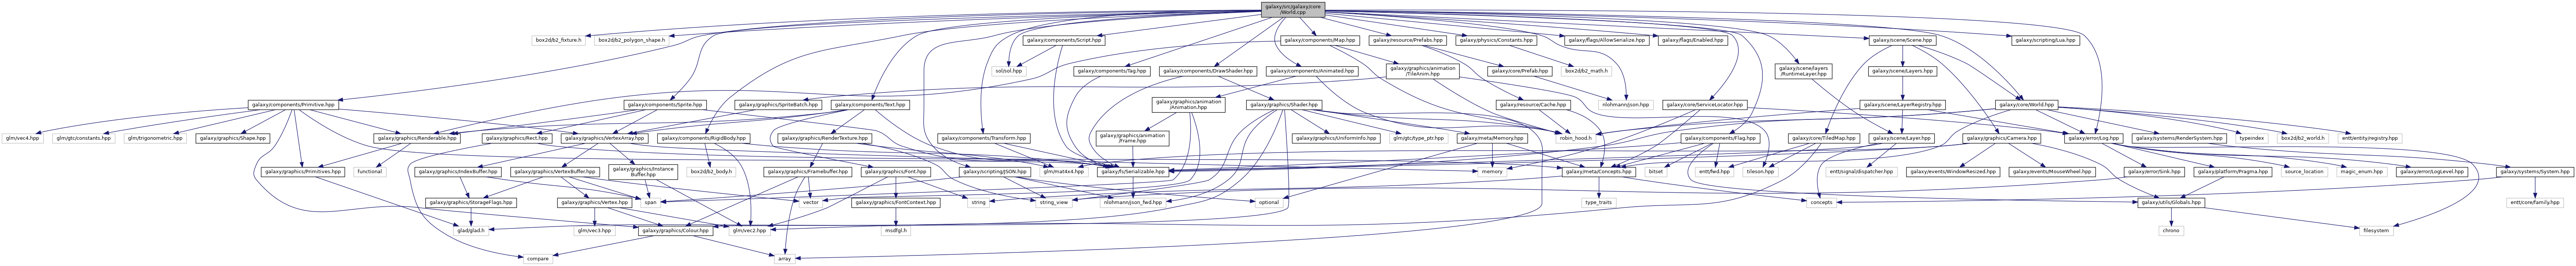 galaxy/src/galaxy/core
/World.cpp
box2d/b2_fixture.h
box2d/b2_polygon_shape.h
galaxy/components/Script.hpp
galaxy/components/Map.hpp
galaxy/resource/Prefabs.hpp
galaxy/physics/Constants.hpp
galaxy/flags/AllowSerialize.hpp
galaxy/flags/Enabled.hpp
galaxy/scene/Scene.hpp
galaxy/scripting/Lua.hpp
sol/sol.hpp
galaxy/components/Tag.hpp
galaxy/components/DrawShader.hpp
galaxy/components/Animated.hpp
galaxy/graphics/animation
/TileAnim.hpp
galaxy/core/Prefab.hpp
box2d/b2_math.h
galaxy/scene/layers
/RuntimeLayer.hpp
galaxy/scene/Layers.hpp
galaxy/components/Primitive.hpp
galaxy/components/Sprite.hpp
galaxy/graphics/SpriteBatch.hpp
galaxy/components/Text.hpp
galaxy/graphics/animation
/Animation.hpp
galaxy/graphics/Shader.hpp
galaxy/resource/Cache.hpp
nlohmann/json.hpp
galaxy/core/ServiceLocator.hpp
galaxy/scene/LayerRegistry.hpp
galaxy/core/World.hpp
glm/vec4.hpp
glm/gtc/constants.hpp
glm/trigonometric.hpp
galaxy/graphics/Shape.hpp
galaxy/graphics/Renderable.hpp
galaxy/graphics/Rect.hpp
galaxy/graphics/VertexArray.hpp
galaxy/components/RigidBody.hpp
galaxy/graphics/RenderTexture.hpp
galaxy/components/Transform.hpp
galaxy/graphics/animation
/Frame.hpp
galaxy/graphics/UniformInfo.hpp
glm/gtc/type_ptr.hpp
galaxy/meta/Memory.hpp
robin_hood.h
galaxy/components/Flag.hpp
galaxy/core/TiledMap.hpp
galaxy/scene/Layer.hpp
galaxy/graphics/Camera.hpp
galaxy/error/Log.hpp
galaxy/systems/RenderSystem.hpp
typeindex
box2d/b2_world.h
entt/entity/registry.hpp
galaxy/graphics/Primitives.hpp
functional
galaxy/graphics/IndexBuffer.hpp
galaxy/graphics/VertexBuffer.hpp
galaxy/graphics/Instance
Buffer.hpp
box2d/b2_body.h
galaxy/graphics/Framebuffer.hpp
galaxy/graphics/Font.hpp
galaxy/scripting/JSON.hpp
glm/mat4x4.hpp
galaxy/fs/Serializable.hpp
memory
galaxy/meta/Concepts.hpp
bitset
entt/fwd.hpp
tileson.hpp
entt/signal/dispatcher.hpp
galaxy/events/WindowResized.hpp
galaxy/events/MouseWheel.hpp
galaxy/error/Sink.hpp
galaxy/platform/Pragma.hpp
source_location
magic_enum.hpp
galaxy/error/LogLevel.hpp
galaxy/systems/System.hpp
galaxy/graphics/StorageFlags.hpp
galaxy/graphics/Vertex.hpp
span
vector
galaxy/graphics/FontContext.hpp
string
string_view
nlohmann/json_fwd.hpp
optional
type_traits
concepts
galaxy/utils/Globals.hpp
entt/core/family.hpp
glad/glad.h
glm/vec3.hpp
galaxy/graphics/Colour.hpp
glm/vec2.hpp
msdfgl.h
chrono
filesystem
compare
array